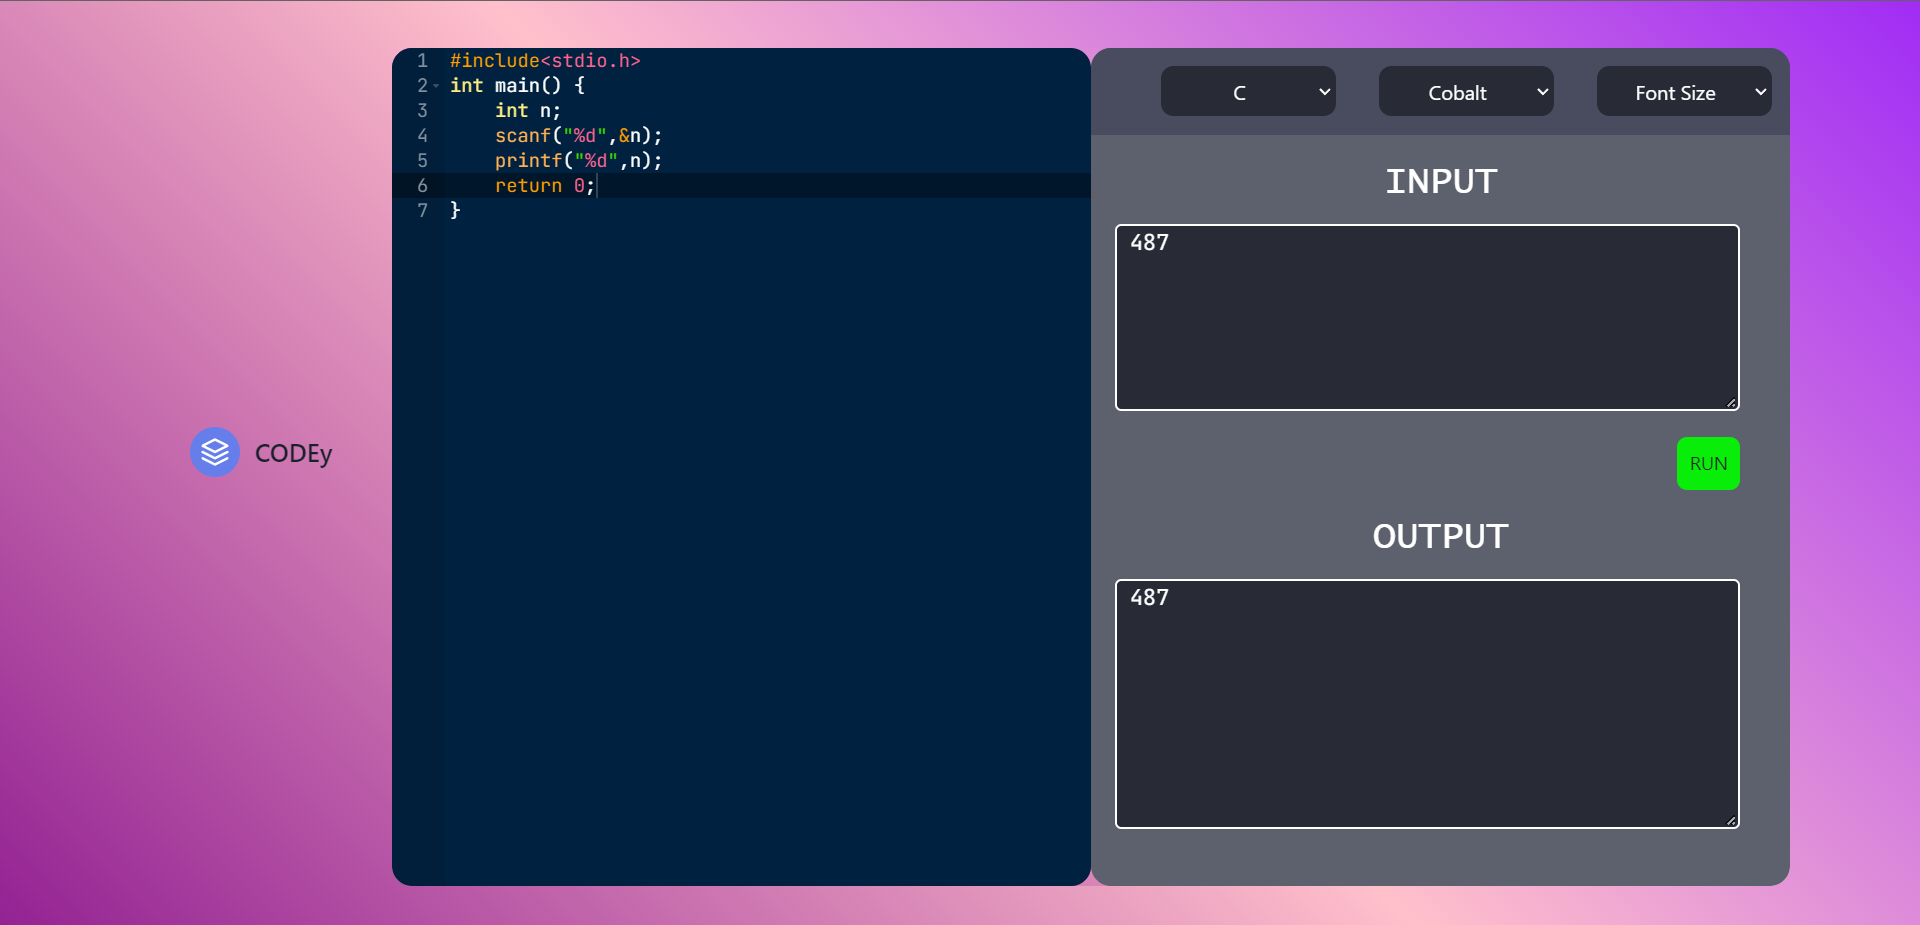 CODEy
1 #include<stdio.h>
2 int main() {
3     int n;
4     scanf("%d",&n);
5     printf("%d",n);
6     return 0;
7 }
C
Cobalt
Font Size
INPUT
487
RUN
OUTPUT
487